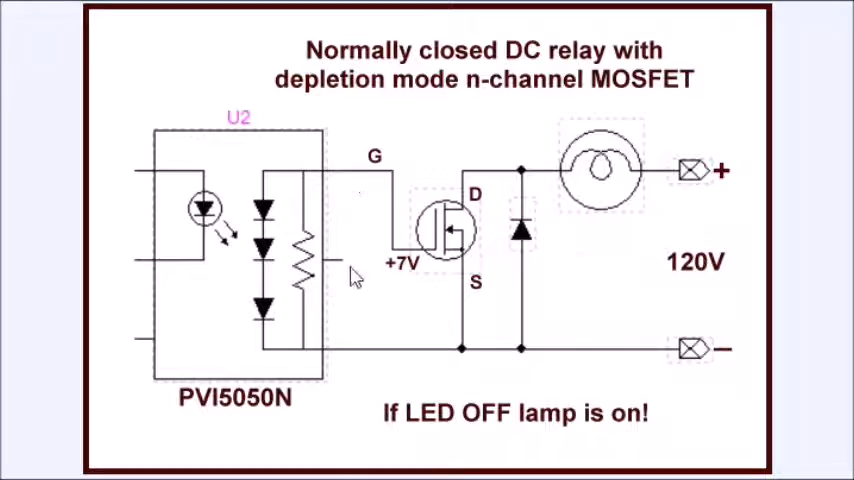 Normally closed DC relay with
depletion mode n-channel MOSFET
U2
G
D
+
+7V
S
120V
−
PVI5050N
If LED OFF lamp is on!